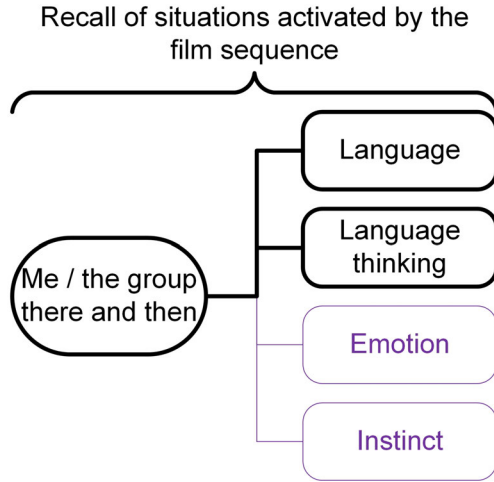 Recall of situations activated by the
film sequence
Language
Language
thinking
Me / the group
there and then
Emotion
Instinct